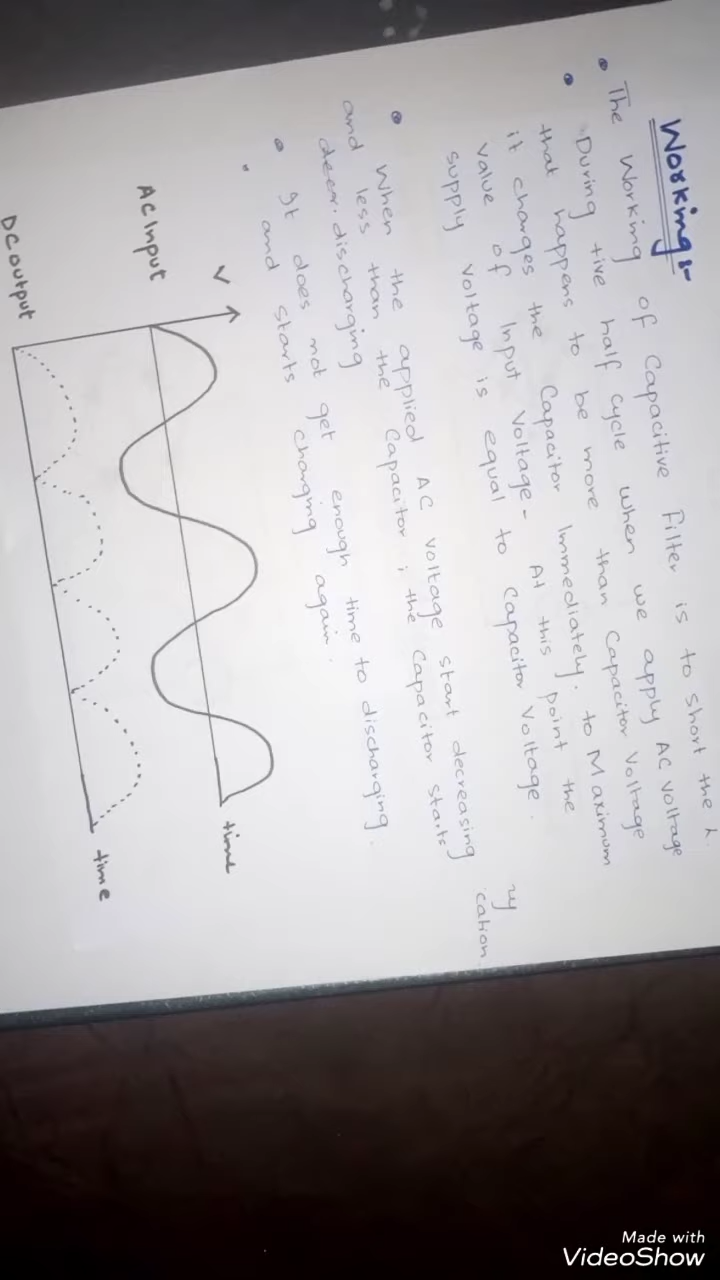 Working:-
• The Working of Capacitive Filter is to short the
• During +ive half cycle when we apply AC voltage
that happens to be more than Capacitor Voltage
it charges the Capacitor Immediately. to Maximum
value of Input Voltage- At this point the
supply voltage is equal to Capacitor Voltage.
• When the applied AC voltage start decreasing
and less than the Capacitor; the Capacitor starts
discharging
• It does not get enough time to discharging.
and starts charging again.
cation
V
AC Input
time
DC output
time
Made with
VideoShow